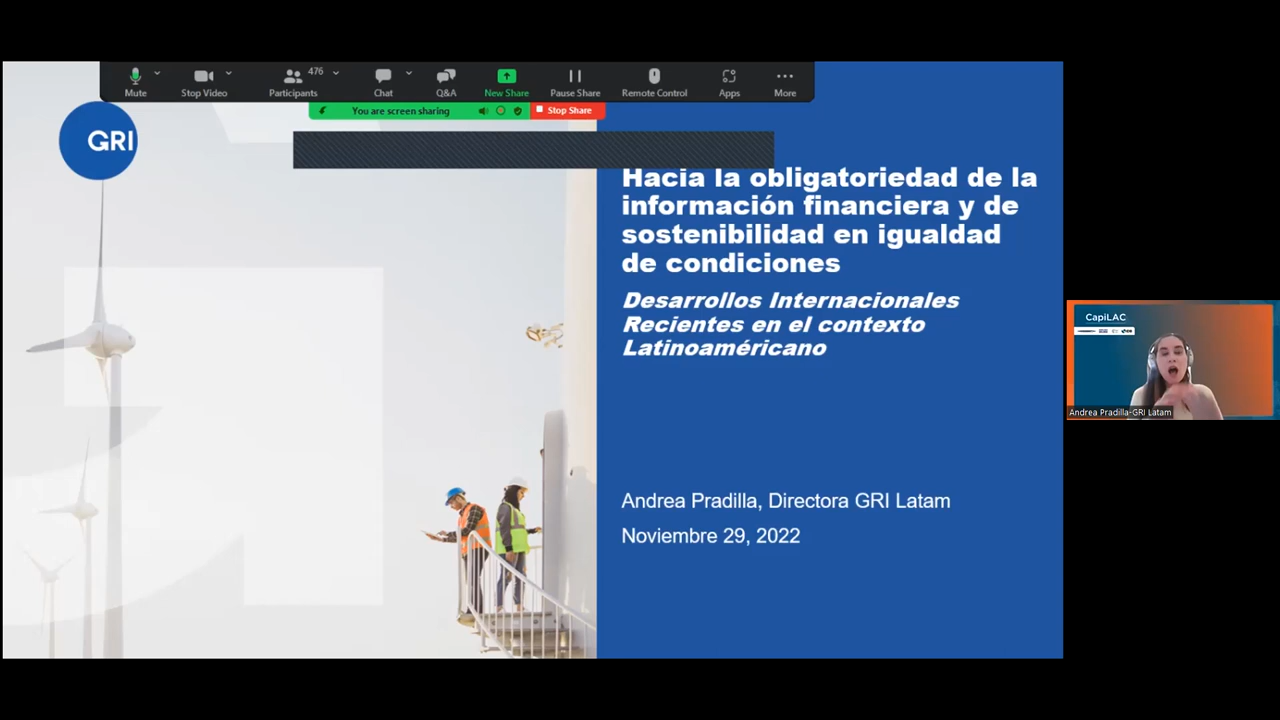 476
Mute
Stop Video
Participants
Chat
Q&A
New Share
Pause Share
Remote Control
Apps
More
You are screen sharing
Stop Share
GRI
Hacia la obligatoriedad de la
información financiera y de
sostenibilidad en igualdad
de condiciones
Desarrollos Internacionales
Recientes en el contexto
Latinoaméricano
Andrea Pradilla, Directora GRI Latam
Noviembre 29, 2022
CapiLAC
Andrea Pradilla-GRI Latam